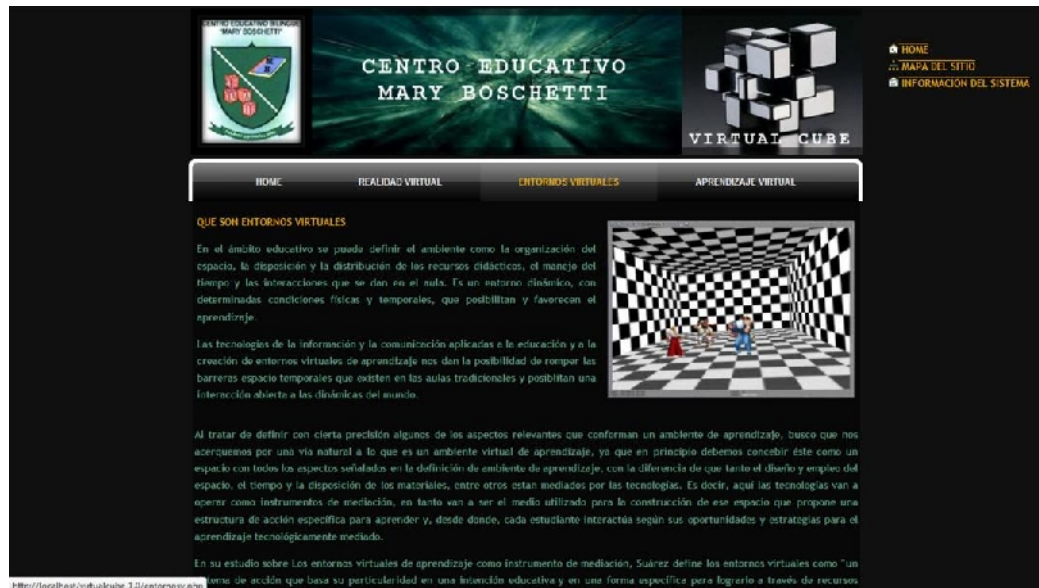 CENTRO EDUCATIVO BILINGÜE
"MARY BOSCHETTI"
CENTRO EDUCATIVO
MARY BOSCHETTI
VIRTUAL CUBE
HOME
MAPA DEL SITIO
INFORMACIÓN DEL SISTEMA
HOME
REALIDAD VIRTUAL
ENTORNOS VIRTUALES
APRENDIZAJE VIRTUAL
QUE SON ENTORNOS VIRTUALES
En el ámbito educativo se puede definir el ambiente como la organización del
espacio, la disposición y la distribución de los recursos didácticos, el manejo del
tiempo y las interacciones que se dan en el aula. Es un entorno dinámico, con
determinadas condiciones físicas y temporales, que posibilitan y favorecen el
aprendizaje.
Las tecnologías de la información y la comunicación aplicadas a la educación y a la
creación de entornos virtuales de aprendizaje nos dan la posibilidad de romper las
barreras espacio temporales que existen en las aulas tradicionales y posiblitan una
interacción abierta a las dinámicas del mundo.
Al tratar de definir con cierta precisión algunos de los aspectos relevantes que conforman un ambiente de aprendizaje, busco que nos
acerquemos por una vía natural a lo que es un ambiente virtual de aprendizaje, ya que en principio debemos concebir éste como un
espacio con todos los aspectos señalados en la definición de ambiente de aprendizaje, con la diferencia de que tanto el diseño y empleo del
espacio, el tiempo y la disposición de los materiales, entre otros estan mediados por las tecnologías. Es decir, aquí las tecnologías van a
operar como instrumentos de mediación, en tanto van a ser el medio utilizado para la construcción de ese espacio que propone una
estructura de acción específica para aprender y, desde donde, cada estudiante interactúa según sus oportunidades y estrategias para el
aprendizaje tecnológicamente mediado.
En su estudio sobre Los entornos virtuales de aprendizaje como instrumento de mediación, Suárez define los entornos virtuales como "un
de acción que basa su particularidad en una intención educativa y en una forma específica para lograrlo a través de recursos